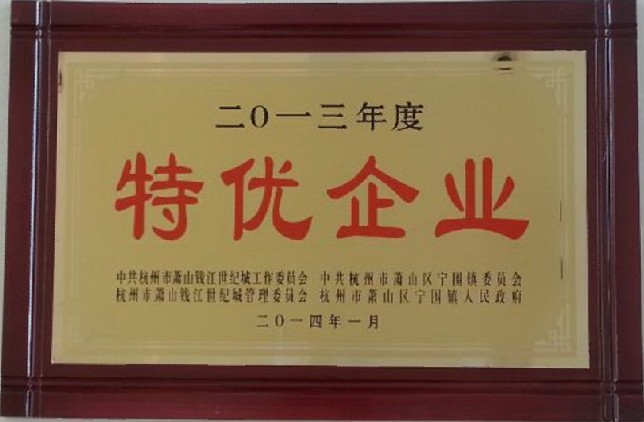 二〇一三年度
特优企业
中共杭州市萧山钱江世纪城工作委员会 中共杭州市萧山区宁围镇委员会
杭州市萧山钱江世纪城管理委员会 杭州市萧山区宁围镇人民政府
二〇一四年一月